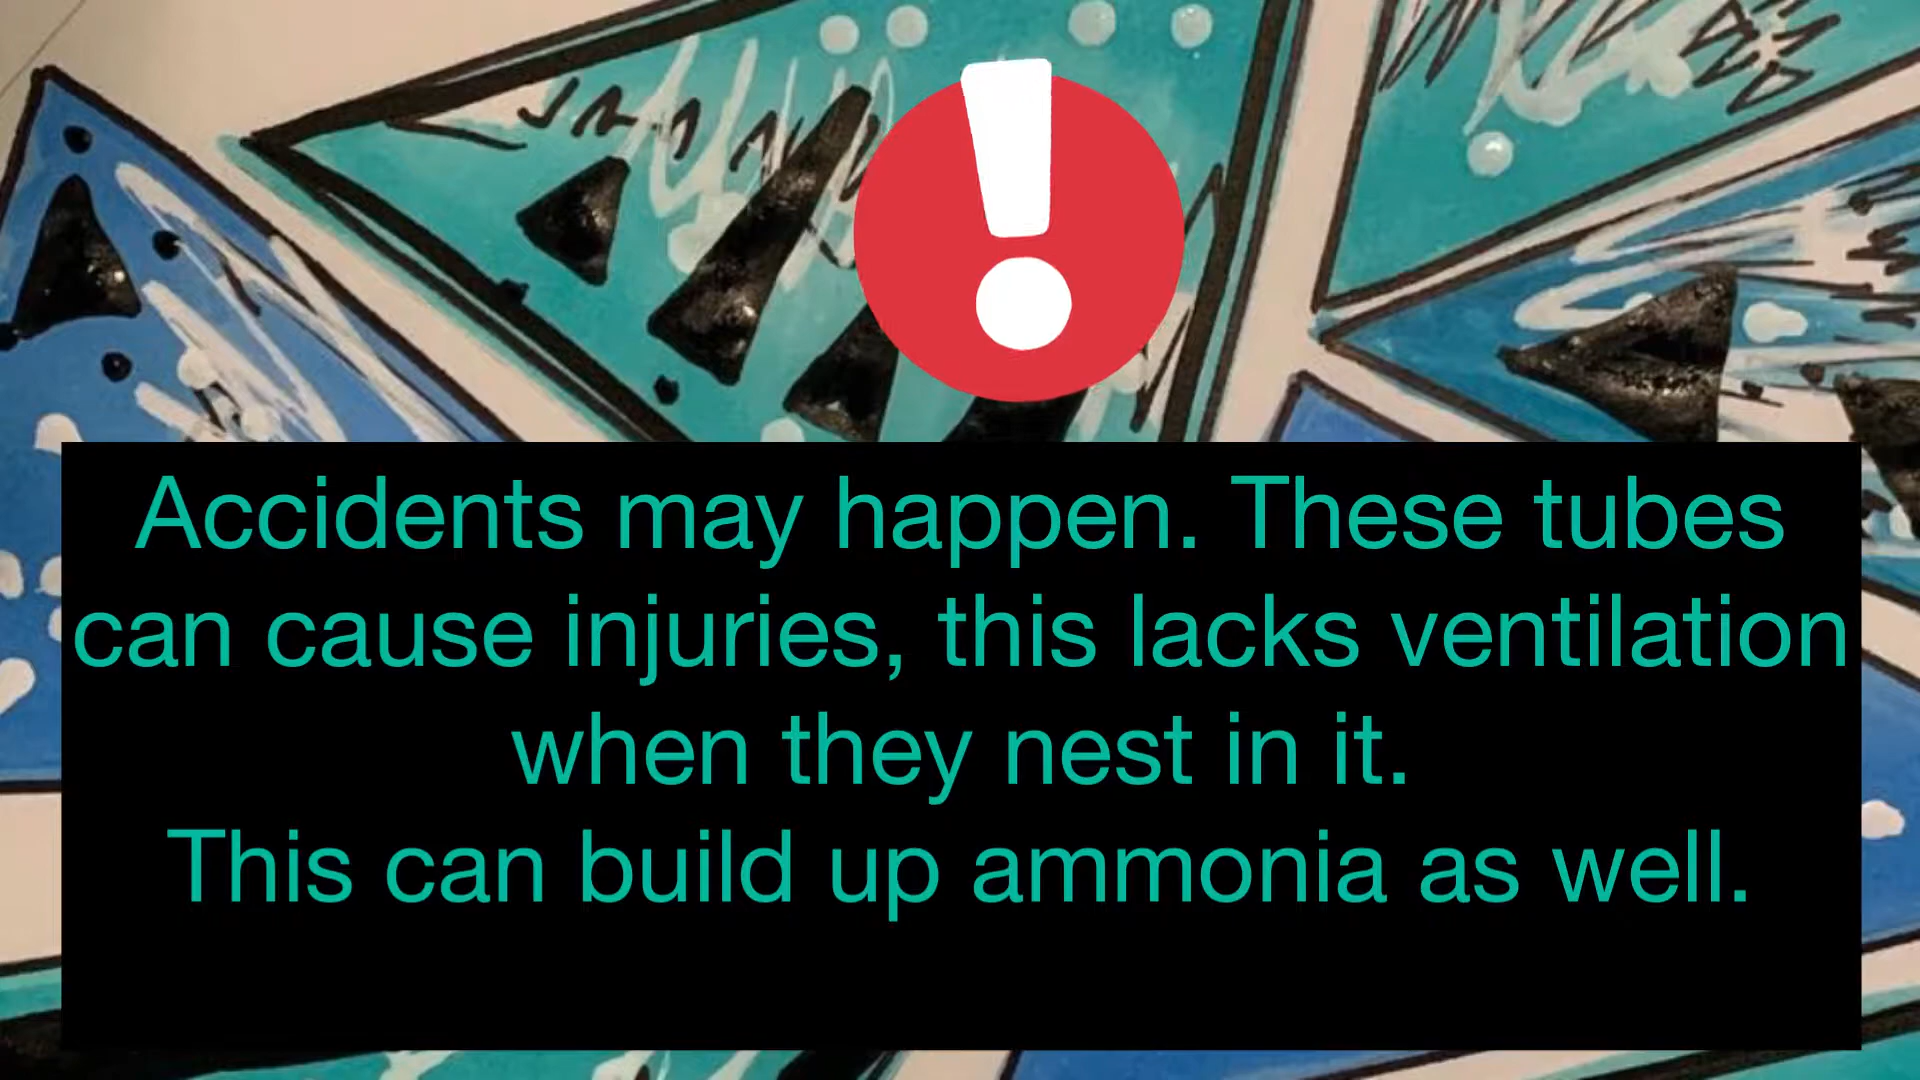 Accidents may happen. These tubes
can cause injuries, this lacks ventilation
when they nest in it.
This can build up ammonia as well.